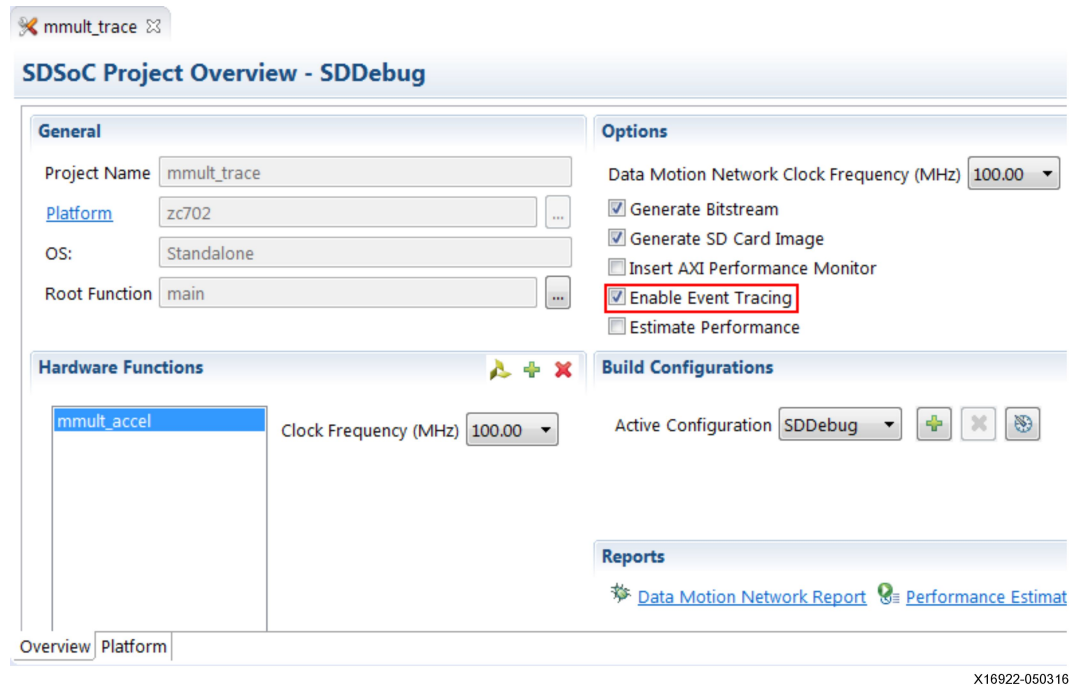 mmult_trace
SDSoC Project Overview - SDDebug
General
Project Name mmult_trace
Platform zc702 ...
OS: Standalone
Root Function main ...
Options
Data Motion Network Clock Frequency (MHz) 100.00
Generate Bitstream
Generate SD Card Image
Insert AXI Performance Monitor
Enable Event Tracing
Estimate Performance
Hardware Functions
mmult_accel
Clock Frequency (MHz) 100.00
Build Configurations
Active Configuration SDDebug
Reports
Data Motion Network Report Performance Estimat
Overview Platform
X16922-050316